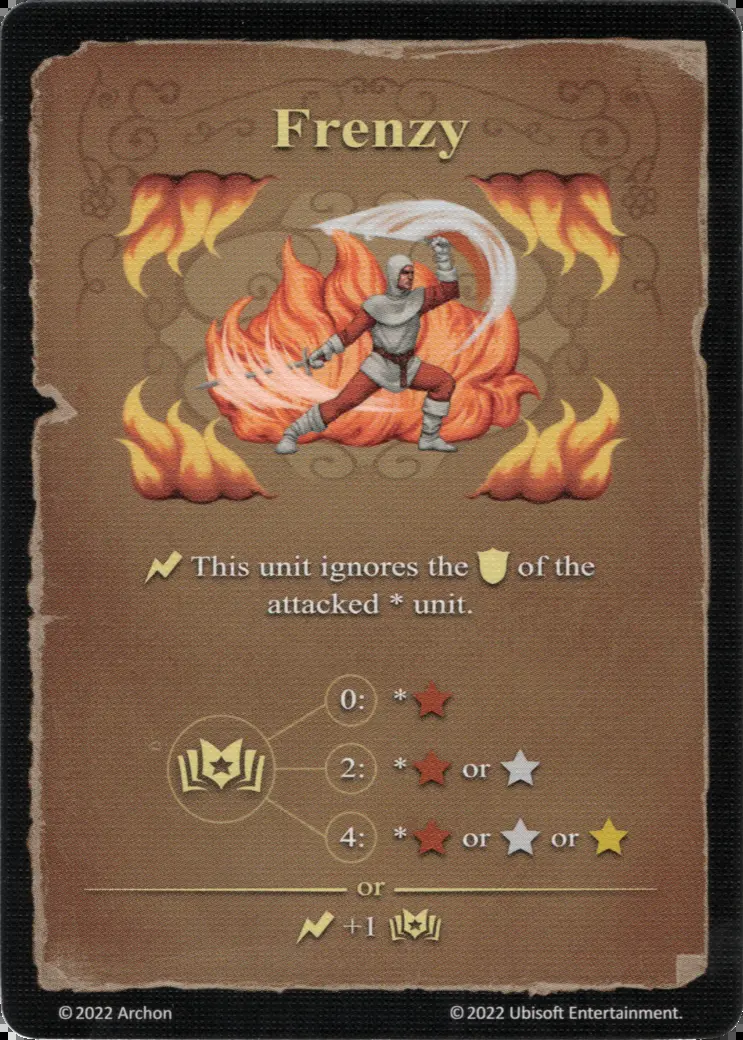 Frenzy
This unit ignores the of the
attacked * unit.
0: *
2: * or
4: * or or
or
+1
© 2022 Archon
© 2022 Ubisoft Entertainment.